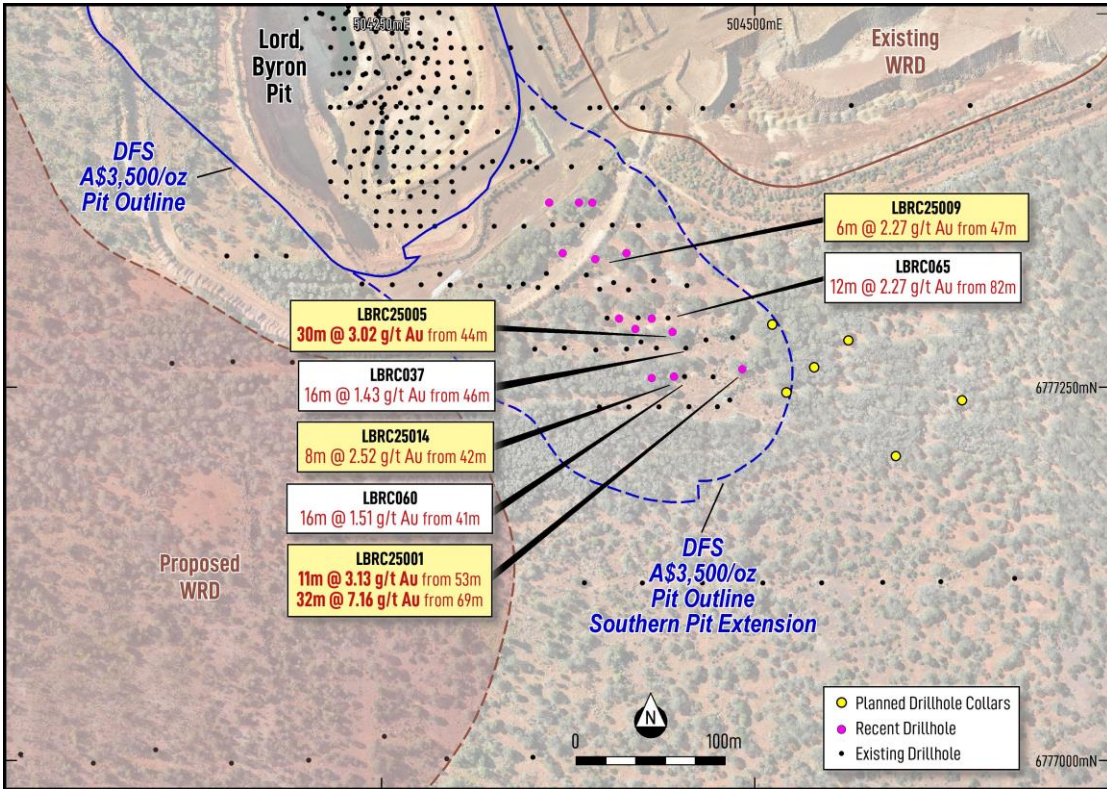 504250mE
504500mE
Lord
Byron
Pit
Existing
WRD
DFS
A$3,500/oz
Pit Outline
LBRC25009
6m @ 2.27 g/t Au from 47m
LBRC065
12m @ 2.27 g/t Au from 82m
LBRC25005
30m @ 3.02 g/t Au from 44m
LBRC037
16m @ 1.43 g/t Au from 46m
6777250mN
LBRC25014
8m @ 2.52 g/t Au from 42m
LBRC060
16m @ 1.51 g/t Au from 41m
LBRC25001
11m @ 3.13 g/t Au from 53m
32m @ 7.16 g/t Au from 69m
Proposed
WRD
DFS
A$3,500/oz
Pit Outline
Southern Pit Extension
N
0
100m
Planned Drillhole Collars
Recent Drillhole
Existing Drillhole
6777000mN